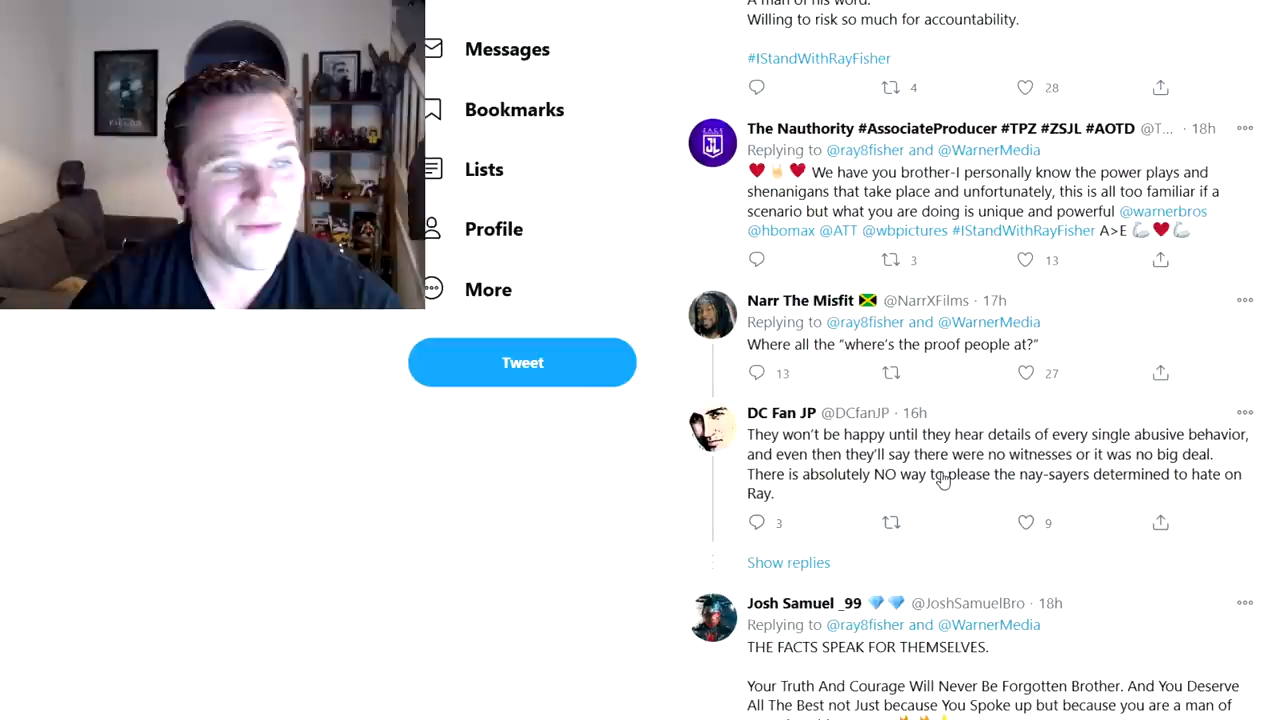 Messages
Bookmarks
Lists
Profile
More
Tweet
Willing to risk so much for accountability.
#IStandWithRayFisher
4
28
The Nauthority #AssociateProducer #TPZ #ZSJL #AOTD @T... · 18h
Replying to @ray8fisher and @WarnerMedia
❤️🤘❤️ We have you brother-I personally know the power plays and
shenanigans that take place and unfortunately, this is all too familiar if a
scenario but what you are doing is unique and powerful @warnerbros
@hbomax @ATT @wbpictures #IStandWithRayFisher A>E 🦾❤️🦾
3
13
Narr The Misfit 🇯🇲 @NarrXFilms · 17h
Replying to @ray8fisher and @WarnerMedia
Where all the “where’s the proof people at?”
13
27
DC Fan JP @DCfanJP · 16h
They won’t be happy until they hear details of every single abusive behavior,
and even then they’ll say there were no witnesses or it was no big deal.
There is absolutely NO way to please the nay-sayers determined to hate on
Ray.
3
9
Show replies
Josh Samuel _99 💎💎 @JoshSamuelBro · 18h
Replying to @ray8fisher and @WarnerMedia
THE FACTS SPEAK FOR THEMSELVES.
Your Truth And Courage Will Never Be Forgotten Brother. And You Deserve
All The Best not Just because You Spoke up but because you are a man of